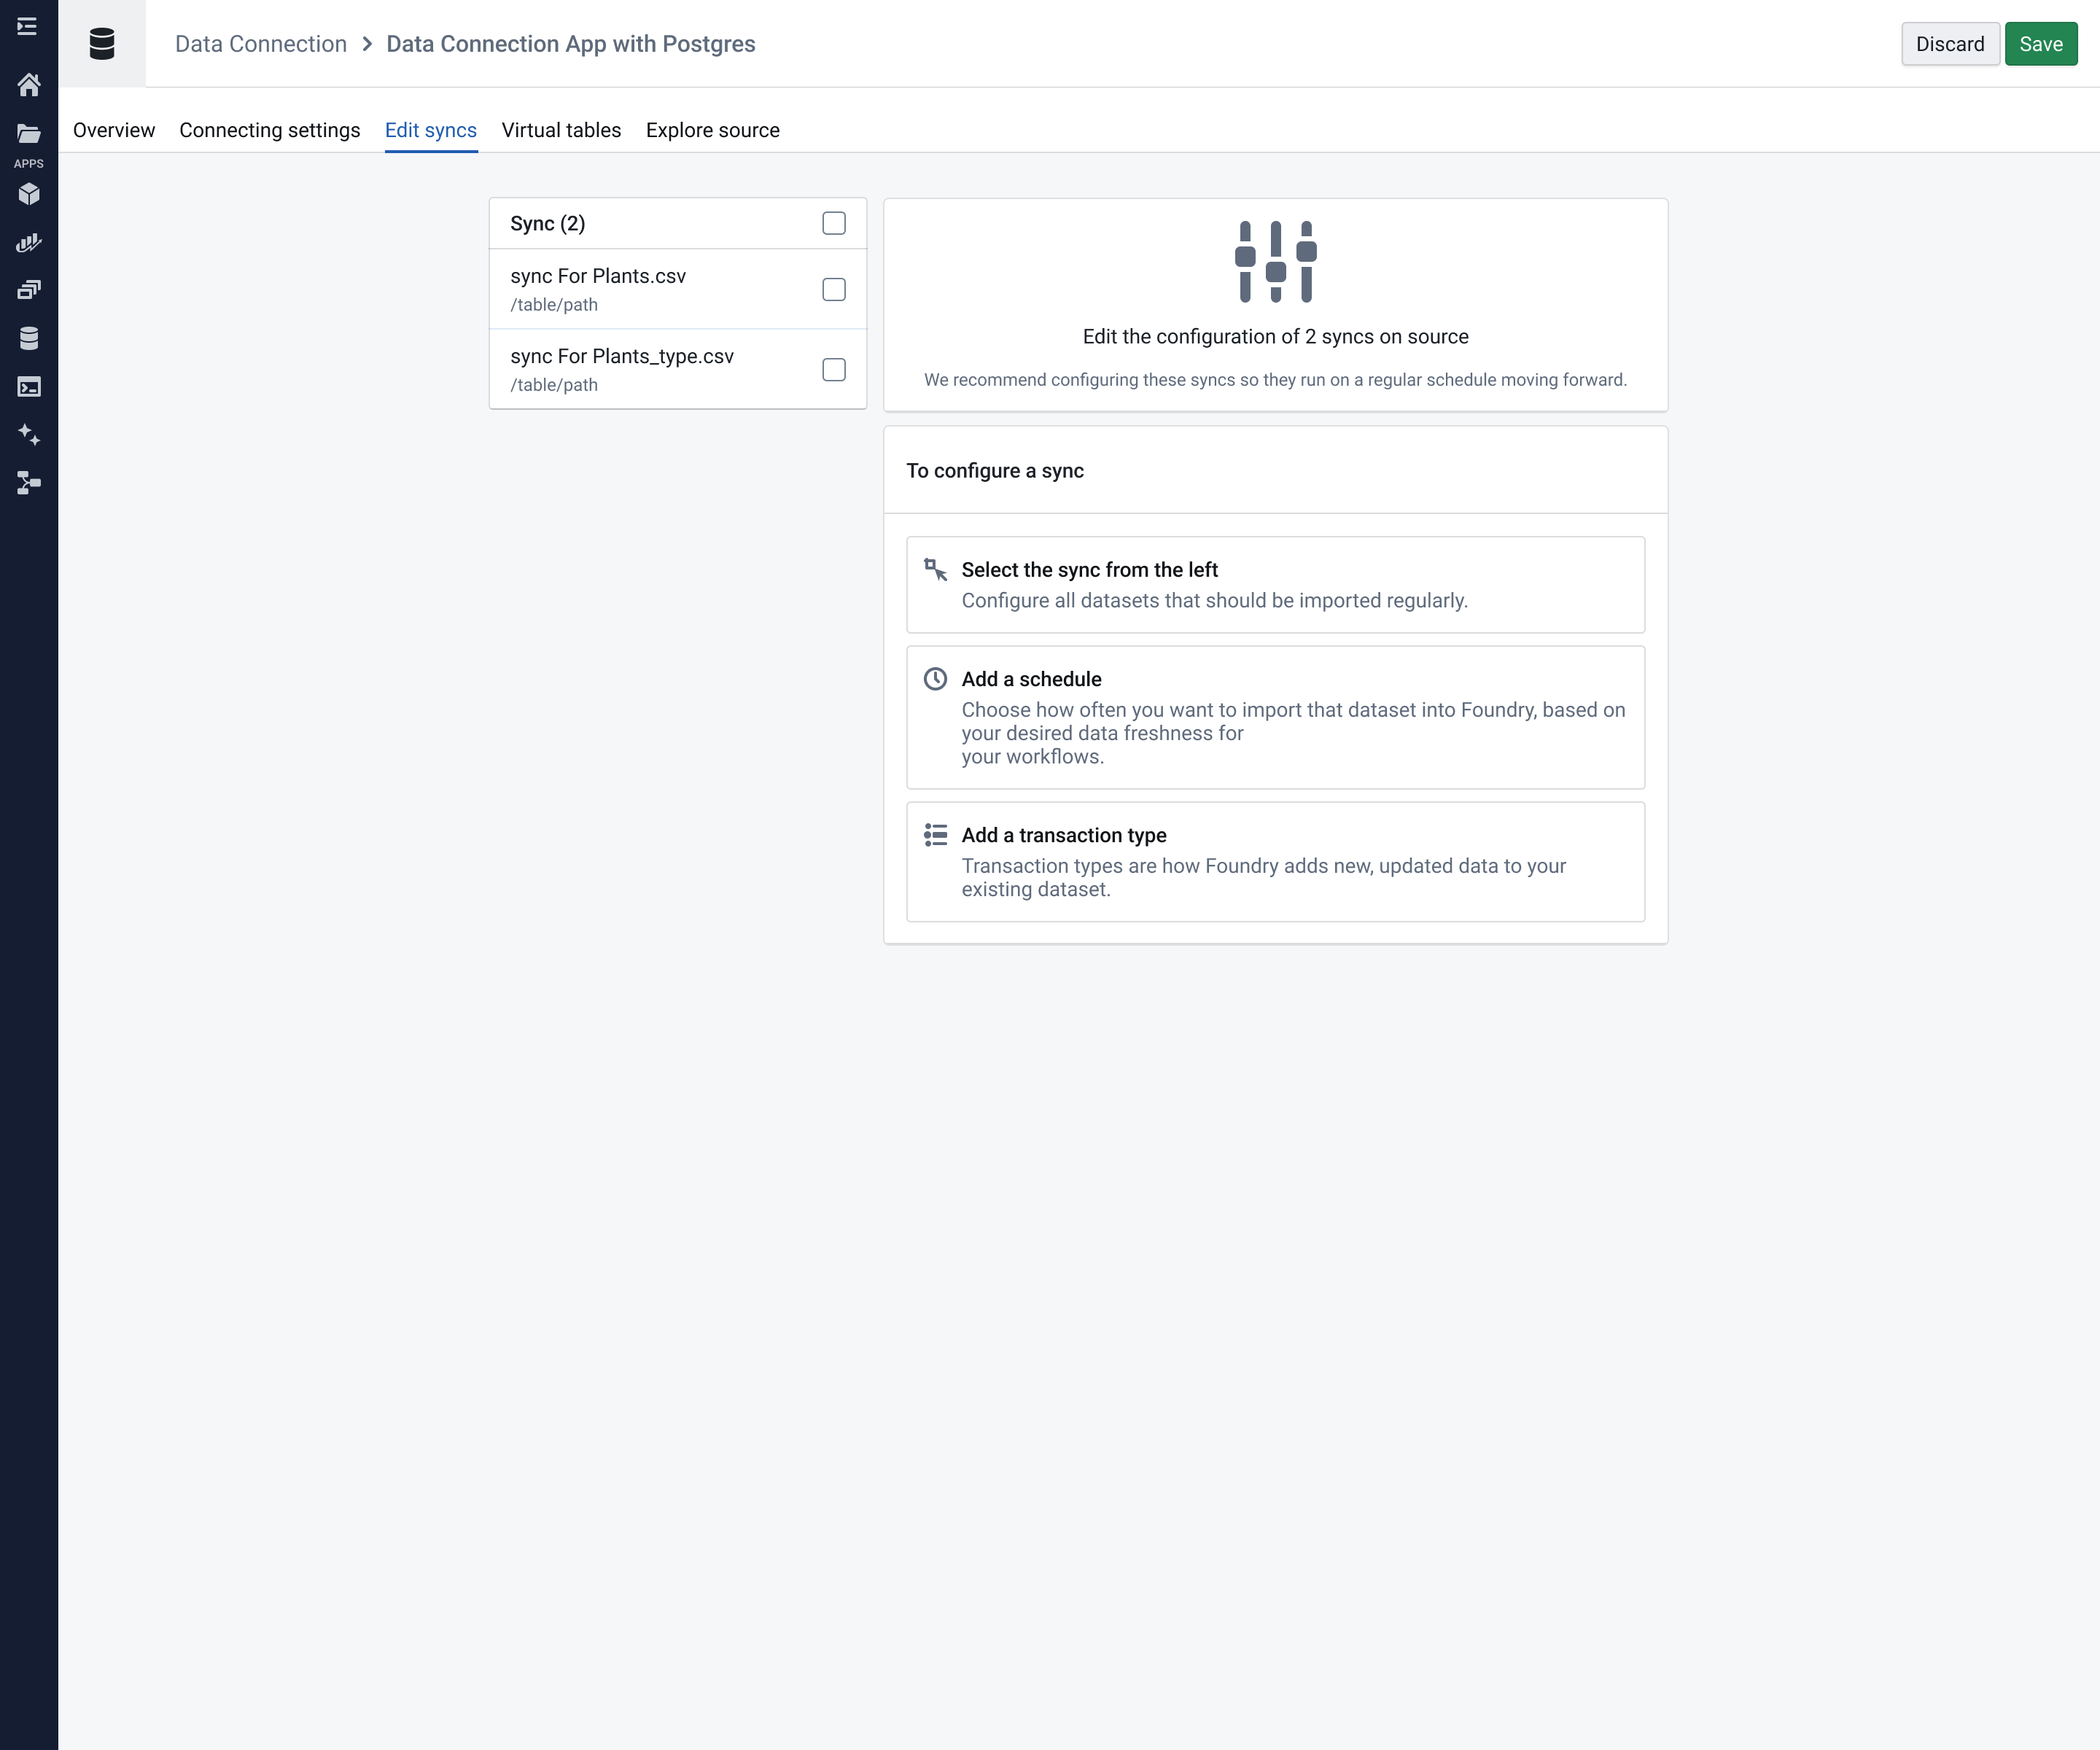 Data Connection > Data Connection App with Postgres
Discard
Save
Overview
Connecting settings
Edit syncs
Virtual tables
Explore source
APPS
Sync (2)
sync For Plants.csv
/table/path
sync For Plants_type.csv
/table/path
Edit the configuration of 2 syncs on source
We recommend configuring these syncs so they run on a regular schedule moving forward.
To configure a sync
Select the sync from the left
Configure all datasets that should be imported regularly.
Add a schedule
Choose how often you want to import that dataset into Foundry, based on
your desired data freshness for
your workflows.
Add a transaction type
Transaction types are how Foundry adds new, updated data to your
existing dataset.